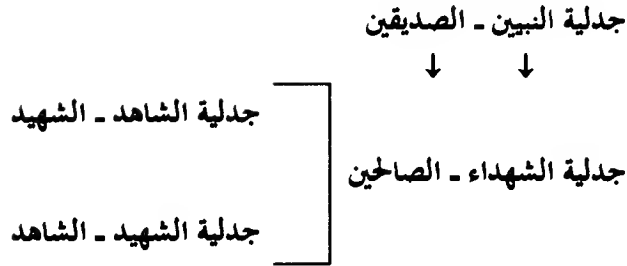 جدلية النبيين ـ الصديقين
جدلية الشاهد ـ الشهيد
جدلية الشهداء ـ الصالحين
جدلية الشهيد ـ الشاهد